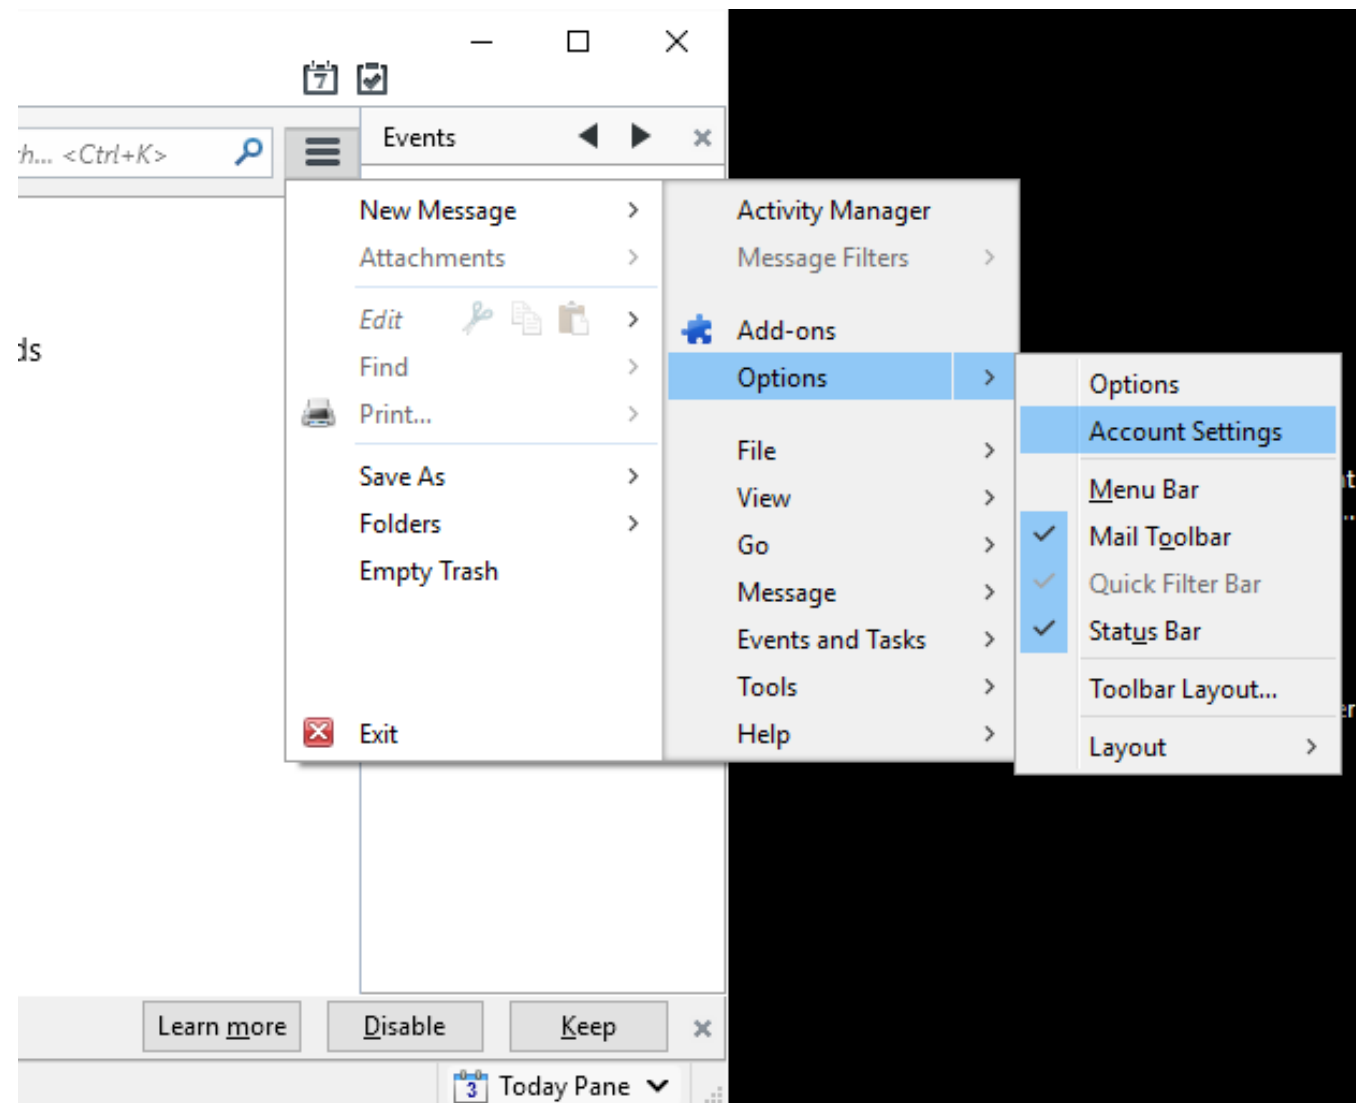 7
h... <Ctrl+K>
Events
ds
New Message
Attachments
Edit
Find
Print...
Save As
Folders
Empty Trash
Exit
Activity Manager
Message Filters
Add-ons
Options
File
View
Go
Message
Events and Tasks
Tools
Help
Options
Account Settings
Menu Bar
Mail Toolbar
Quick Filter Bar
Status Bar
Toolbar Layout...
Layout
Learn more
Disable
Keep
3 Today Pane